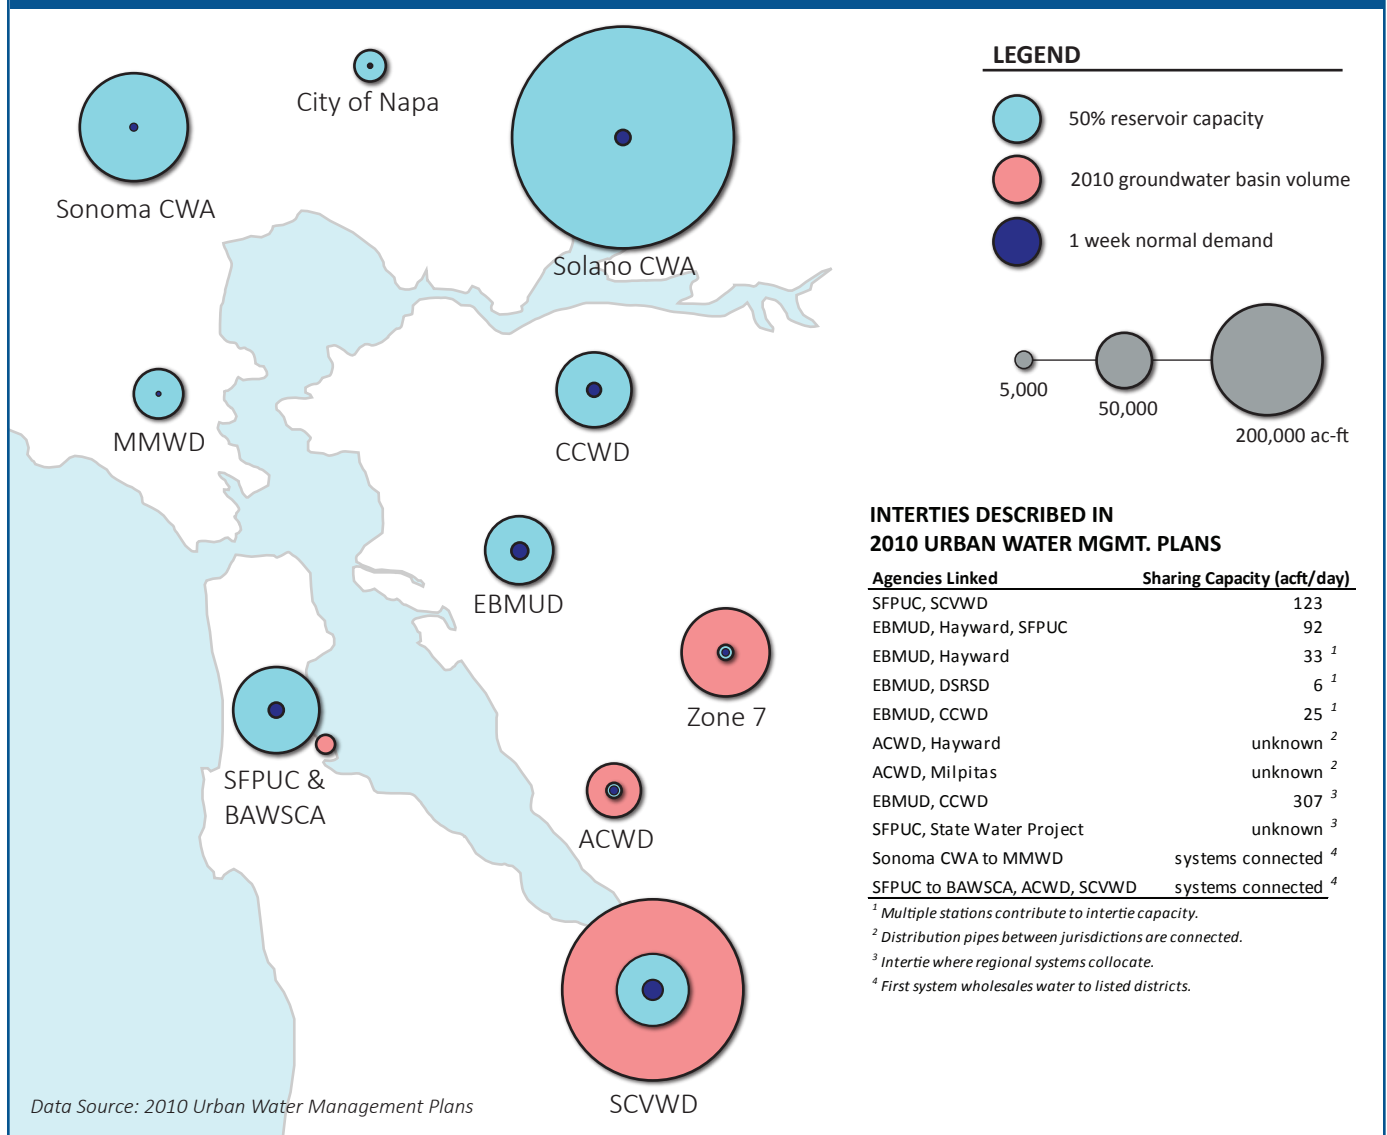 City of Napa
Sonoma CWA
Solano CWA
MMWD
CCWD
EBMUD
Zone 7
SFPUC &
BAWSCA
ACWD
SCVWD
Data Source: 2010 Urban Water Management Plans
LEGEND
50% reservoir capacity
2010 groundwater basin volume
1 week normal demand
5,000
50,000
200,000 ac-ft
INTERTIES DESCRIBED IN
2010 URBAN WATER MGMT. PLANS
Agencies Linked Sharing Capacity (acft/day)
SFPUC, SCVWD 123
EBMUD, Hayward, SFPUC 92
EBMUD, Hayward 33 1
EBMUD, DSRSD 6 1
EBMUD, CCWD 25 1
ACWD, Hayward unknown 2
ACWD, Milpitas unknown 2
EBMUD, CCWD 307 3
SFPUC, State Water Project unknown 3
Sonoma CWA to MMWD systems connected 4
SFPUC to BAWSCA, ACWD, SCVWD systems connected 4
1 Multiple stations contribute to intertie capacity.
2 Distribution pipes between jurisdictions are connected.
3 Intertie where regional systems collocate.
4 First system wholesales water to listed districts.